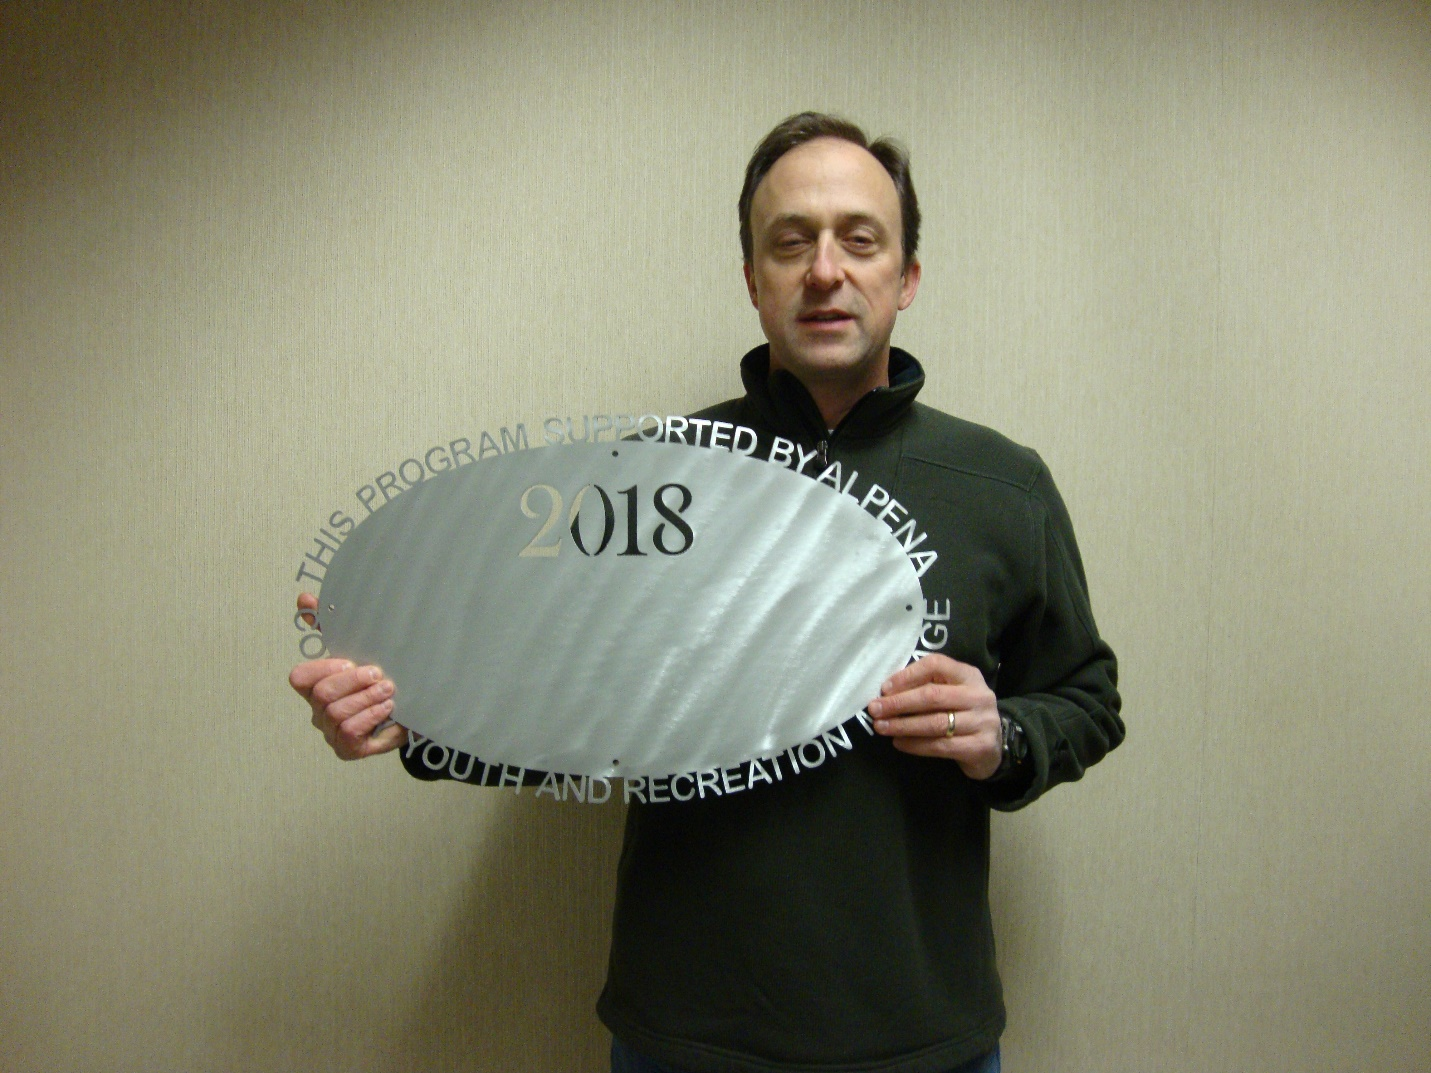 THIS PROGRAM SUPPORTED BY ALPENA
YOUTH AND RECREATION
2018